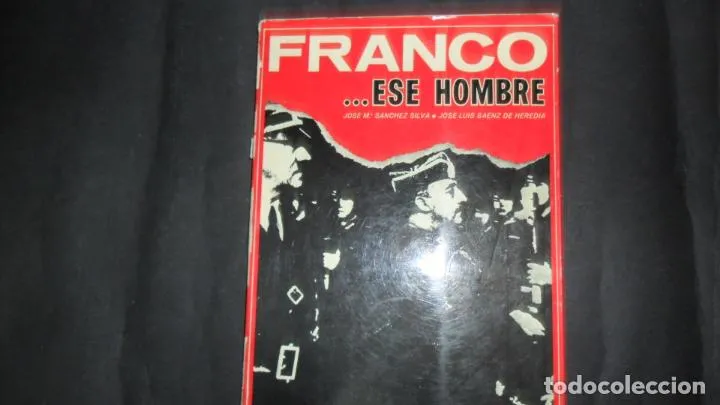 FRANCO
...ESE HOMBRE
JOSE Mª SANCHEZ SILVA • JOSE LUIS SAENZ DE HEREDIA
todocoleccion